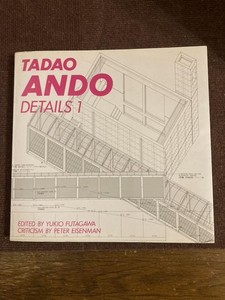 TADAO
ANDO
DETAILS 1
EDITED BY YUKIO FUTAGAWA
CRITICISM BY PETER EISENMAN